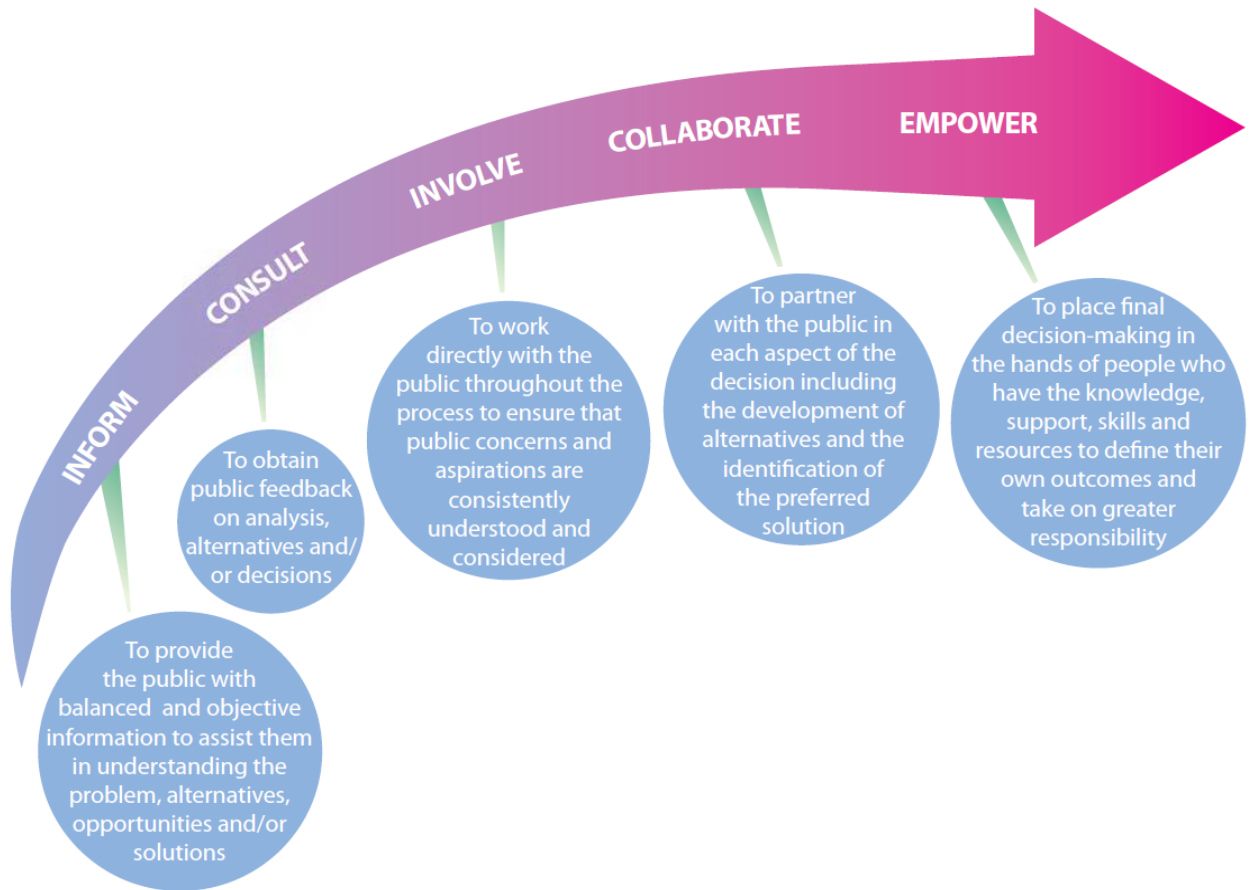 INFORM
To provide
the public with
balanced and objective
information to assist them
in understanding the
problem, alternatives,
opportunities and/or
solutions
CONSULT
To obtain
public feedback
on analysis,
alternatives and/
or decisions
INVOLVE
To work
directly with the
public throughout the
process to ensure that
public concerns and
aspirations are
consistently
understood and
considered
COLLABORATE
To partner
with the public in
each aspect of the
decision including
the development of
alternatives and the
identification of
the preferred
solution
EMPOWER
To place final
decision-making in
the hands of people who
have the knowledge,
support, skills and
resources to define their
own outcomes and
take on greater
responsibility